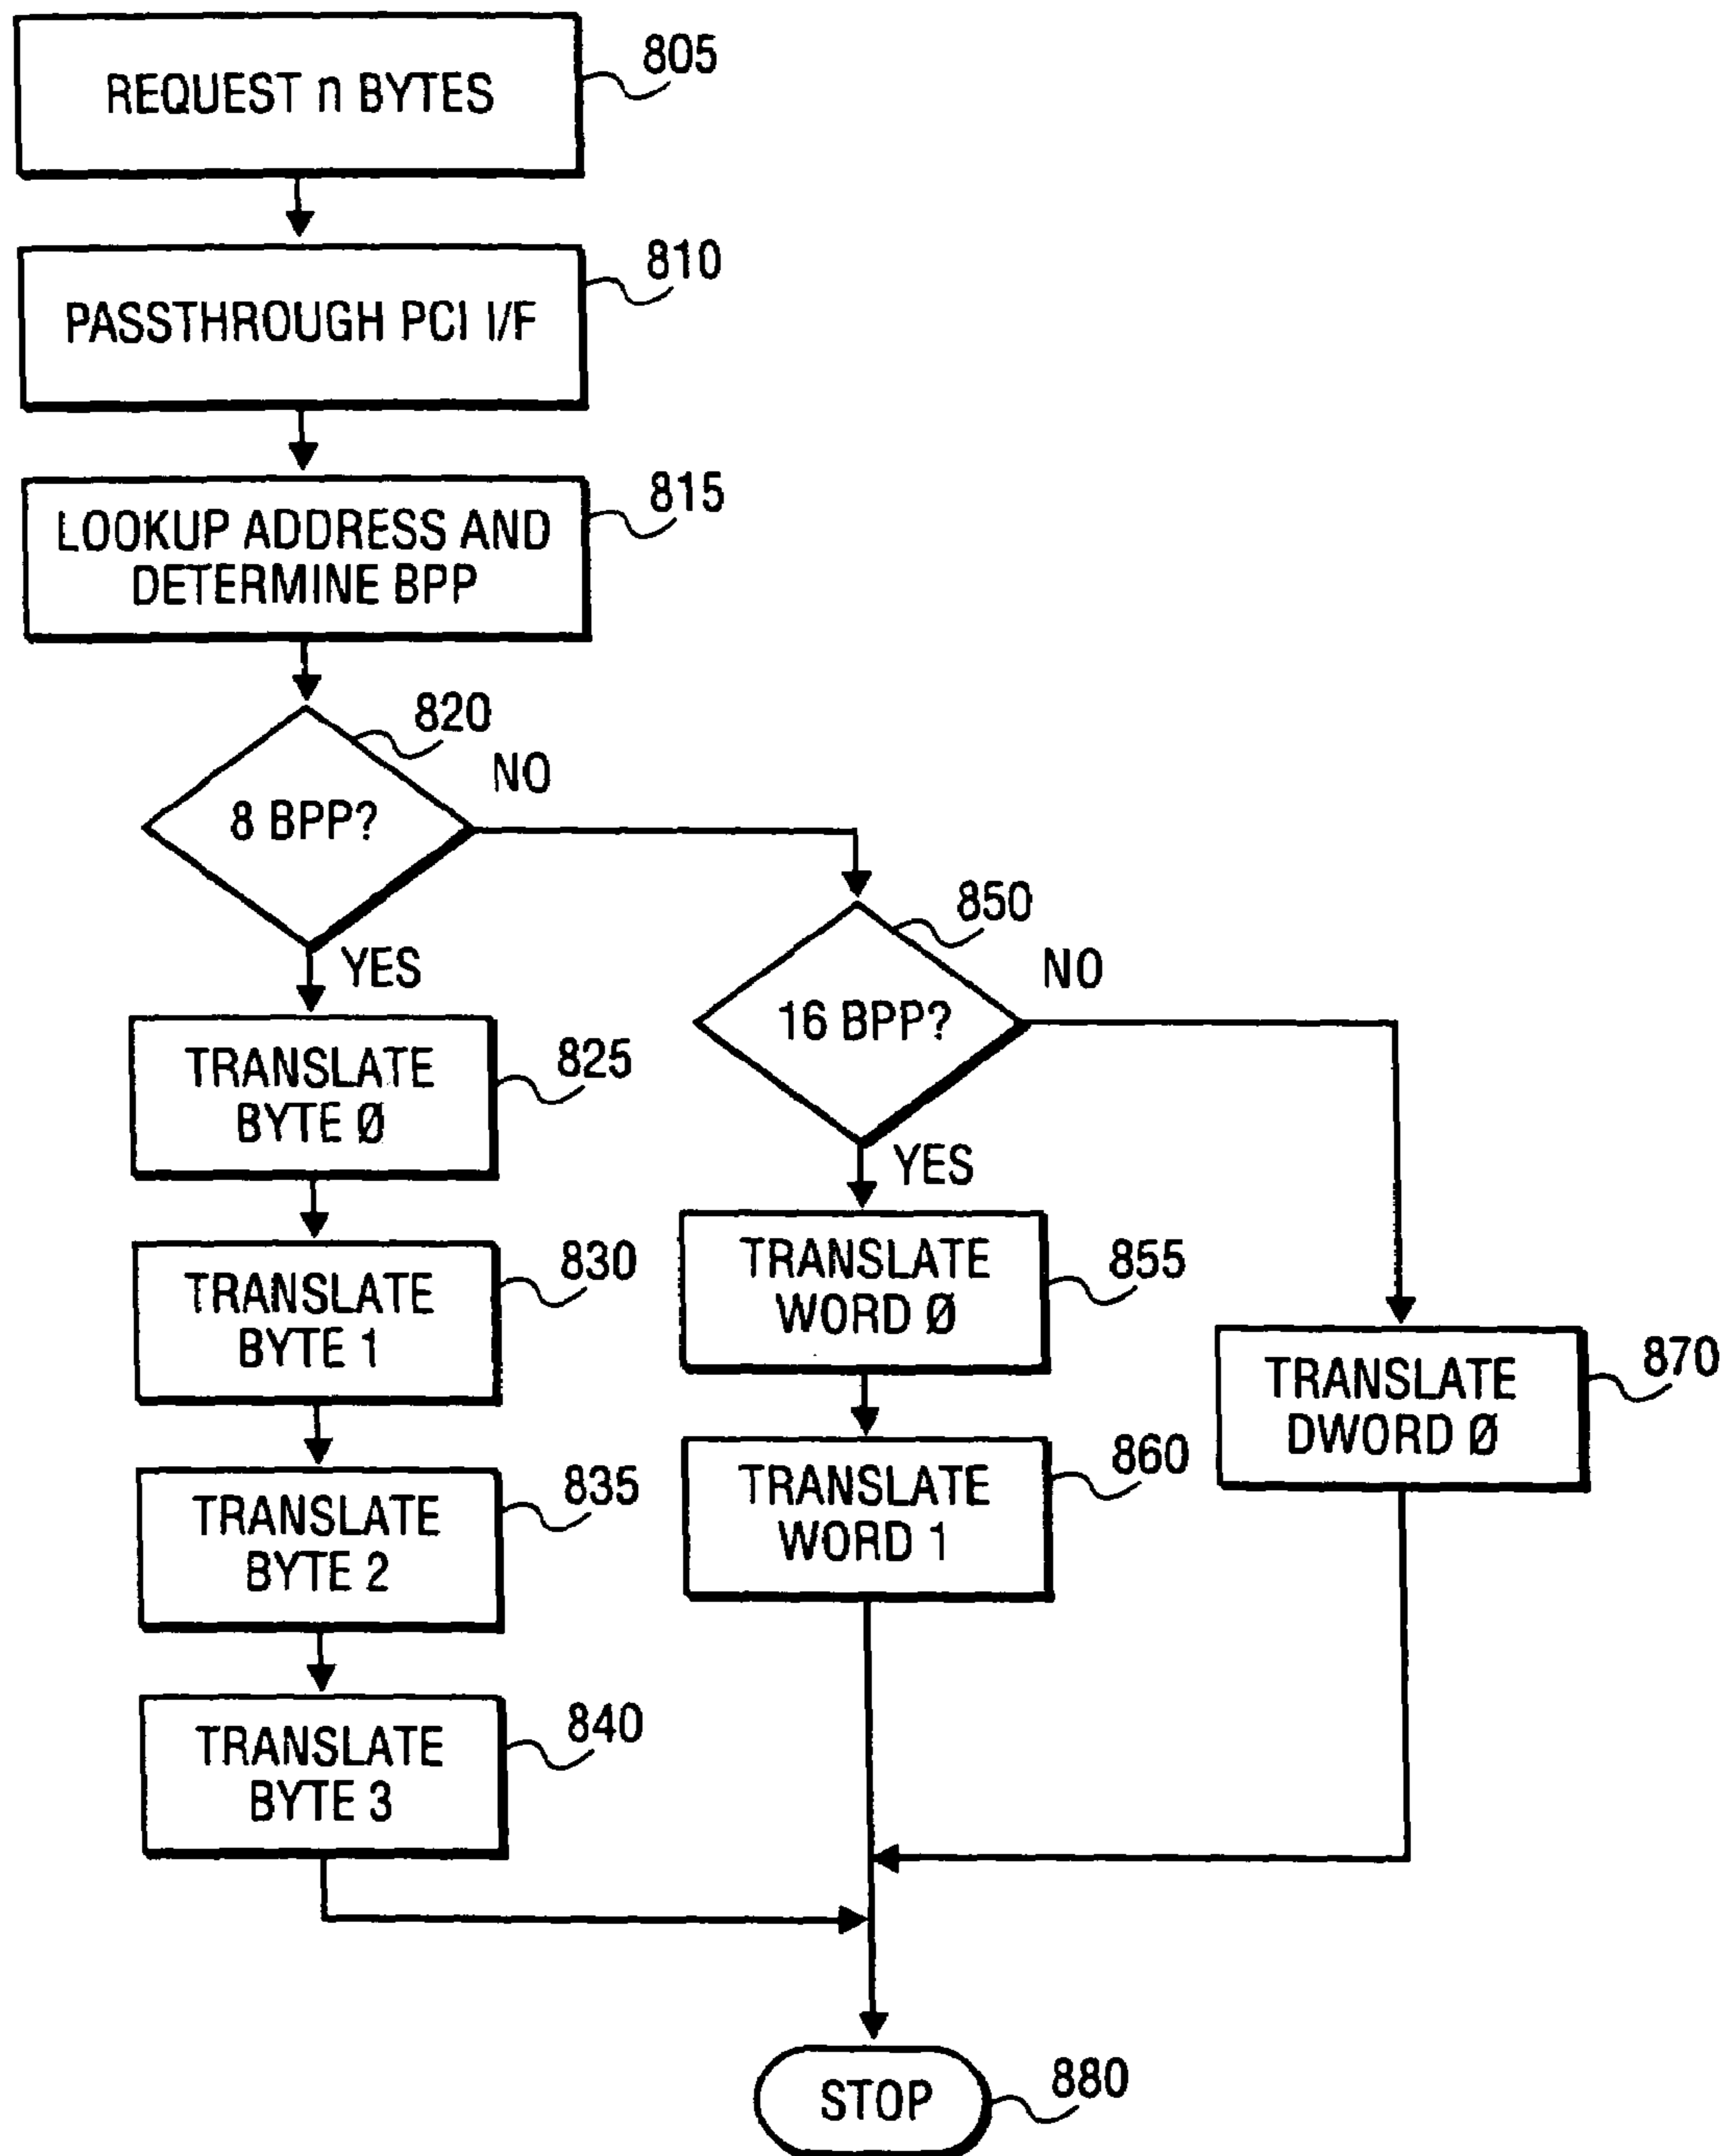 REQUEST n BYTES
805
PASSTHROUGH PCI I/F
810
LOOKUP ADDRESS AND
DETERMINE BPP
815
8 BPP?
820
NO
YES
16 BPP?
850
NO
YES
TRANSLATE
BYTE Ø
825
TRANSLATE
BYTE 1
830
TRANSLATE
BYTE 2
835
TRANSLATE
BYTE 3
840
TRANSLATE
WORD Ø
855
TRANSLATE
WORD 1
860
TRANSLATE
DWORD Ø
870
STOP
880